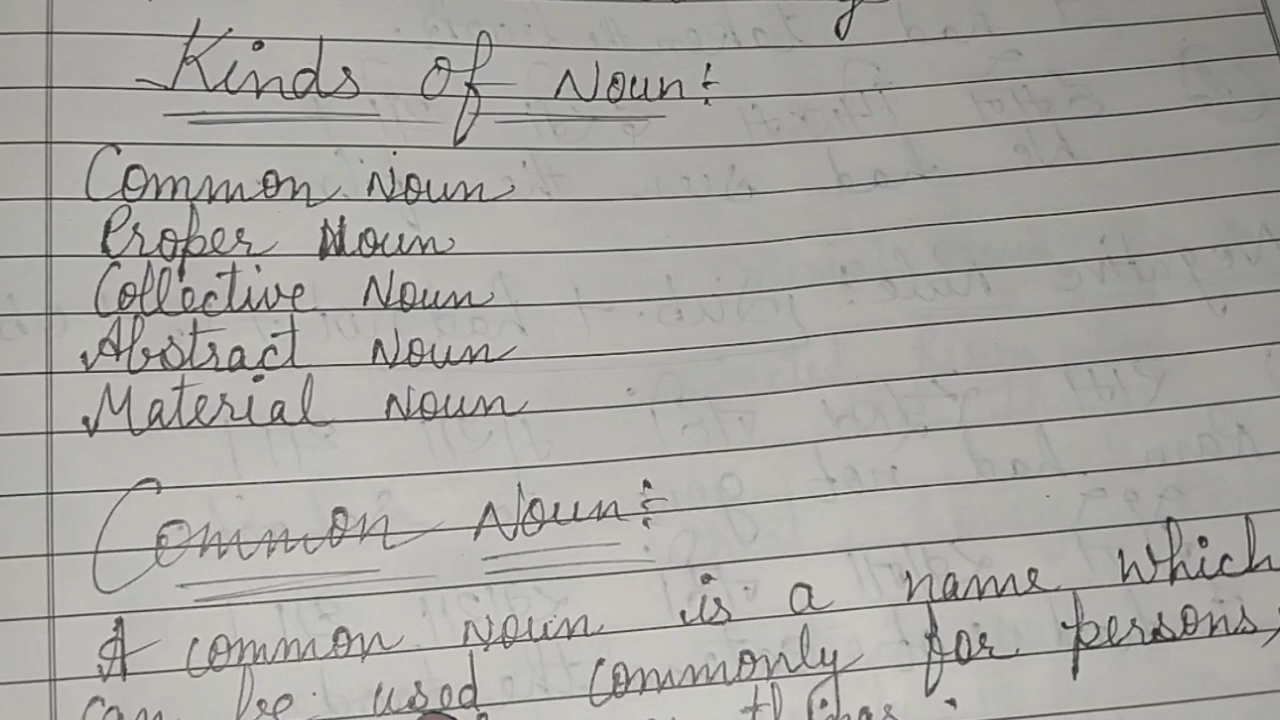 Kinds of Noun:
Common Noun
Proper Noun
Collective Noun
Abstract Noun
Material Noun
Common Noun:
A common noun is a name which
can be used commonly for persons,